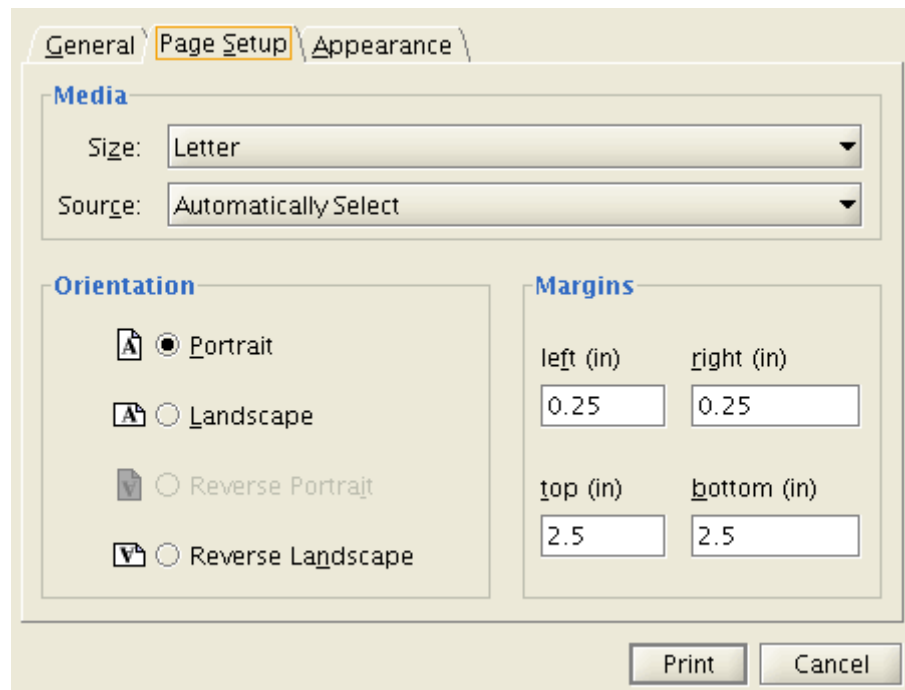 General Page Setup Appearance
Media
Size: Letter
Source: Automatically Select
Orientation
Portrait
Landscape
Reverse Portrait
Reverse Landscape
Margins
left (in) right (in)
0.25 0.25
top (in) bottom (in)
2.5 2.5
Print Cancel